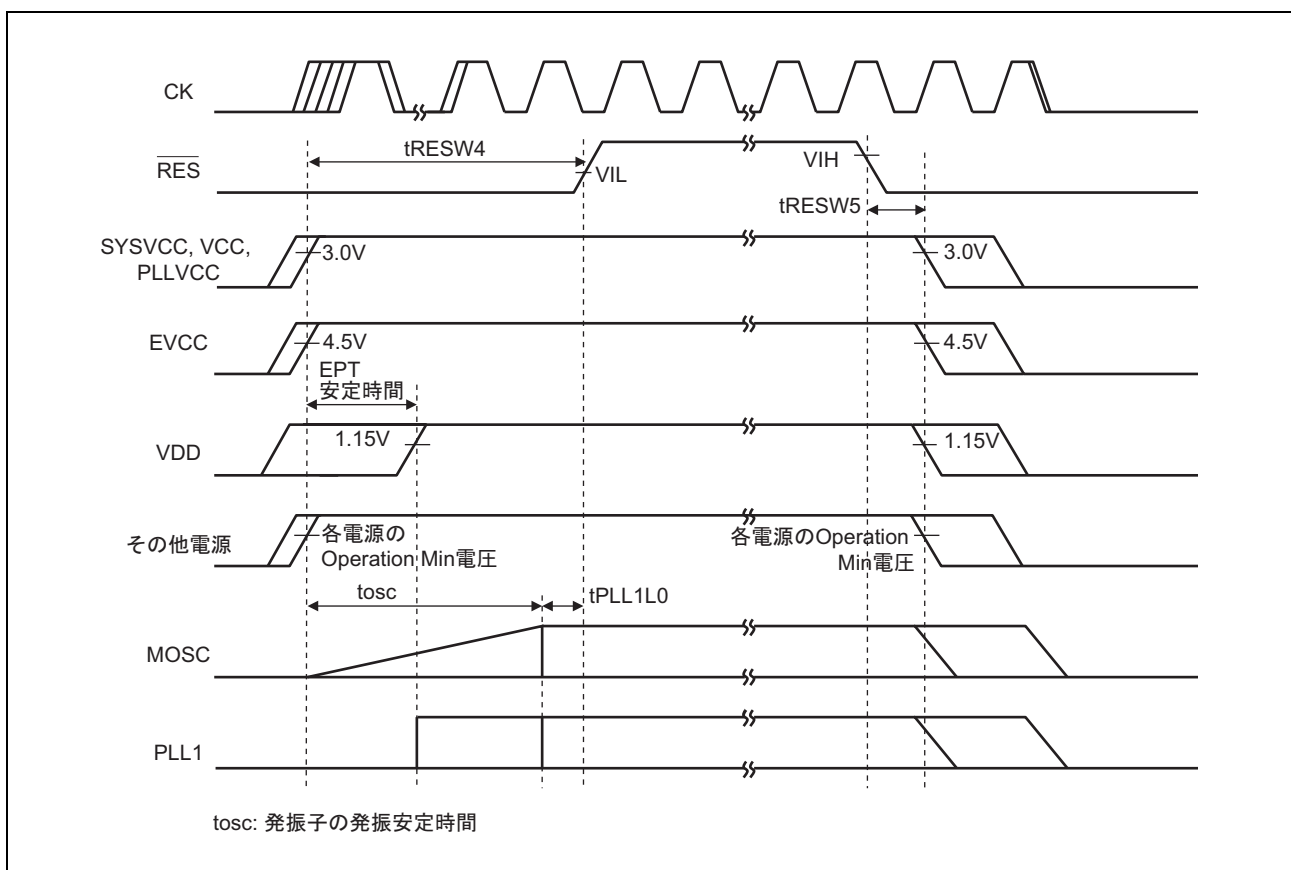 CK
tRESW4
RES
VIL
VIH
tRESW5
SYSVCC, VCC,
PLLVCC
3.0V
3.0V
EVCC
4.5V
4.5V
EPT
安定時間
VDD
1.15V
1.15V
その他電源
各電源の
Operation Min電圧
各電源のOperation
Min電圧
tosc
tPLL1L0
MOSC
PLL1
tosc: 発振子の発振安定時間